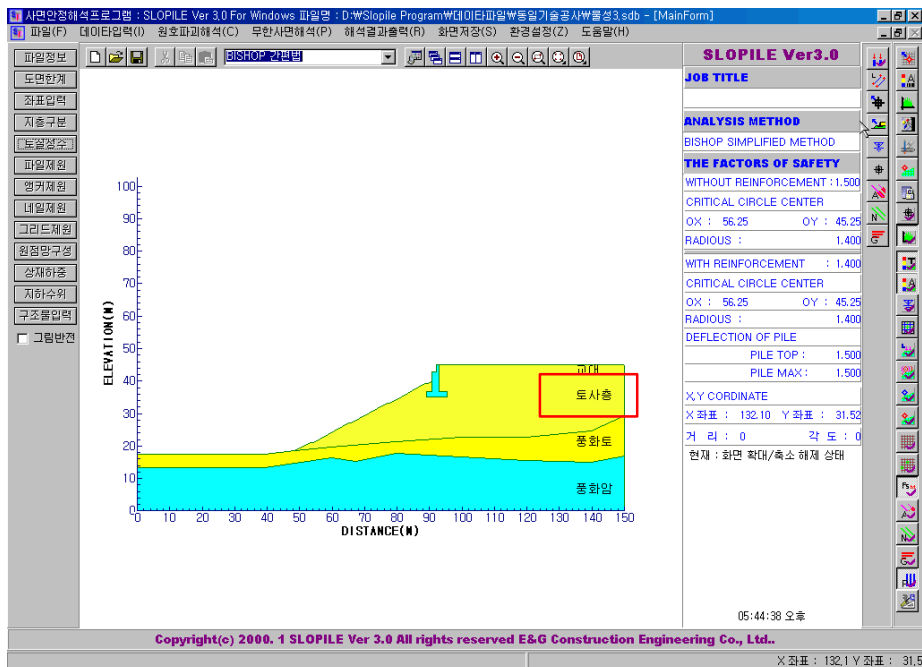 사면안정해석프로그램 : SLOPILE Ver 3,0 For Windows 파일명 : D:₩Slopile Program₩데이타파일₩동일기술공사₩물성3.sdb - [MainForm]
파일(F) 데이타입력(I) 원호파괴해석(C) 무한사면해석(P) 해석결과출력(R) 화면저장(S) 환경설정(Z) 도움말(H)
파일정보
도면한계
좌표입력
지층구분
토질성수
파일제원
앵커제원
네일제원
그리드제원
원점망구성
상재하중
지하수위
구조물입력
그림반전
BISHOP 간편법
ELEVATION(M)
100
90
80
70
60
50
40
30
20
10
0
0 10 20 30 40 50 60 70 80 90 100 110 120 130 140 150
DISTANCE(M)
교대
토사층
풍화토
풍화암
SLOPILE Ver3.0
JOB TITLE
ANALYSIS METHOD
BISHOP SIMPLIFIED METHOD
THE FACTORS OF SAFETY
WITHOUT REINFORCEMENT : 1.500
CRITICAL CIRCLE CENTER
OX : 56.25 OY : 45.25
RADIOUS : 1.400
WITH REINFORCEMENT : 1.400
CRITICAL CIRCLE CENTER
OX : 56.25 OY : 45.25
RADIOUS : 1.400
DEFLECTION OF PILE
PILE TOP : 1.500
PILE MAX : 1.500
X,Y CORDINATE
X 좌표 : 132.10 Y 좌표 : 31.52
거 리 : 0 각 도 : 0
현재 : 화면 확대/축소 해제 상태
05:44:38 오후
Copyright(c) 2000. 1 SLOPILE Ver 3.0 All rights reserved E&G Construction Engineering Co., Ltd..
X 좌표 : 132,1 Y 좌표 : 31,5